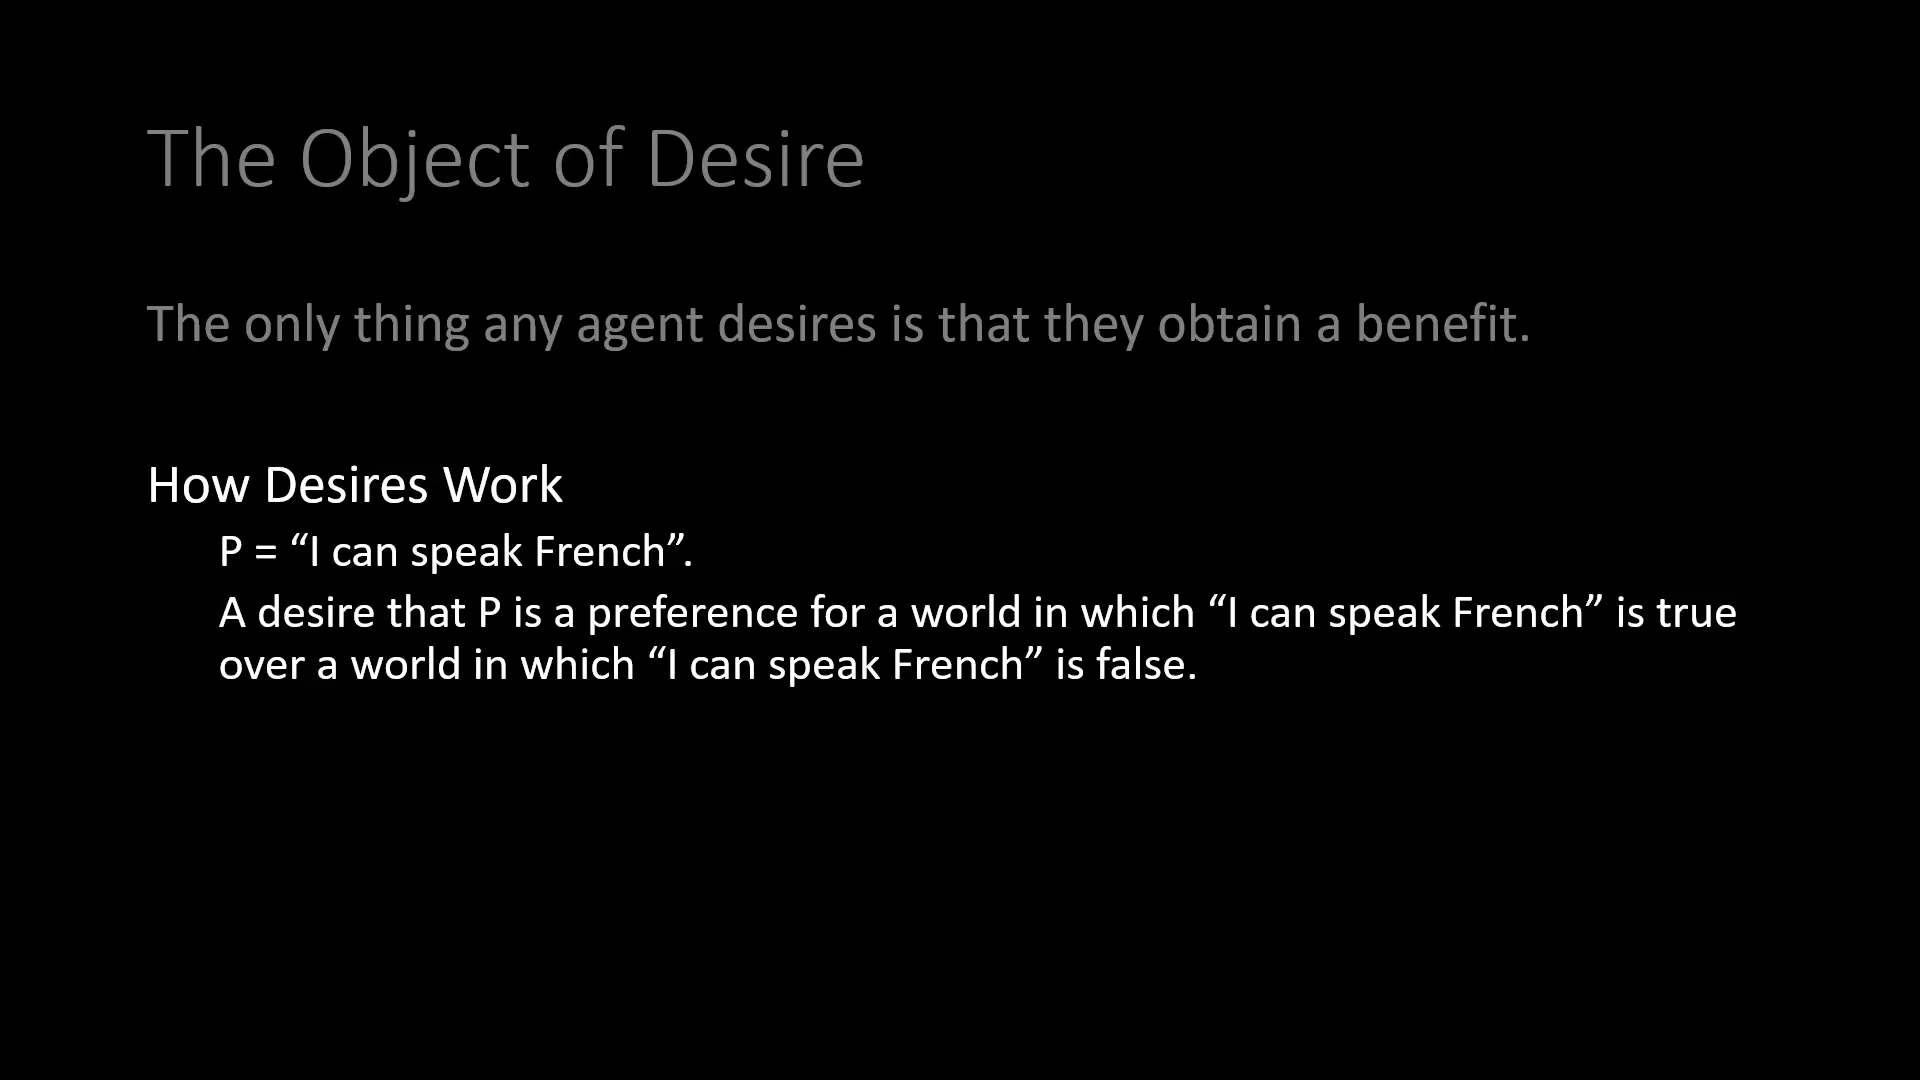 The Object of Desire
The only thing any agent desires is that they obtain a benefit.
How Desires Work
P = “I can speak French”.
A desire that P is a preference for a world in which “I can speak French” is true
over a world in which “I can speak French” is false.